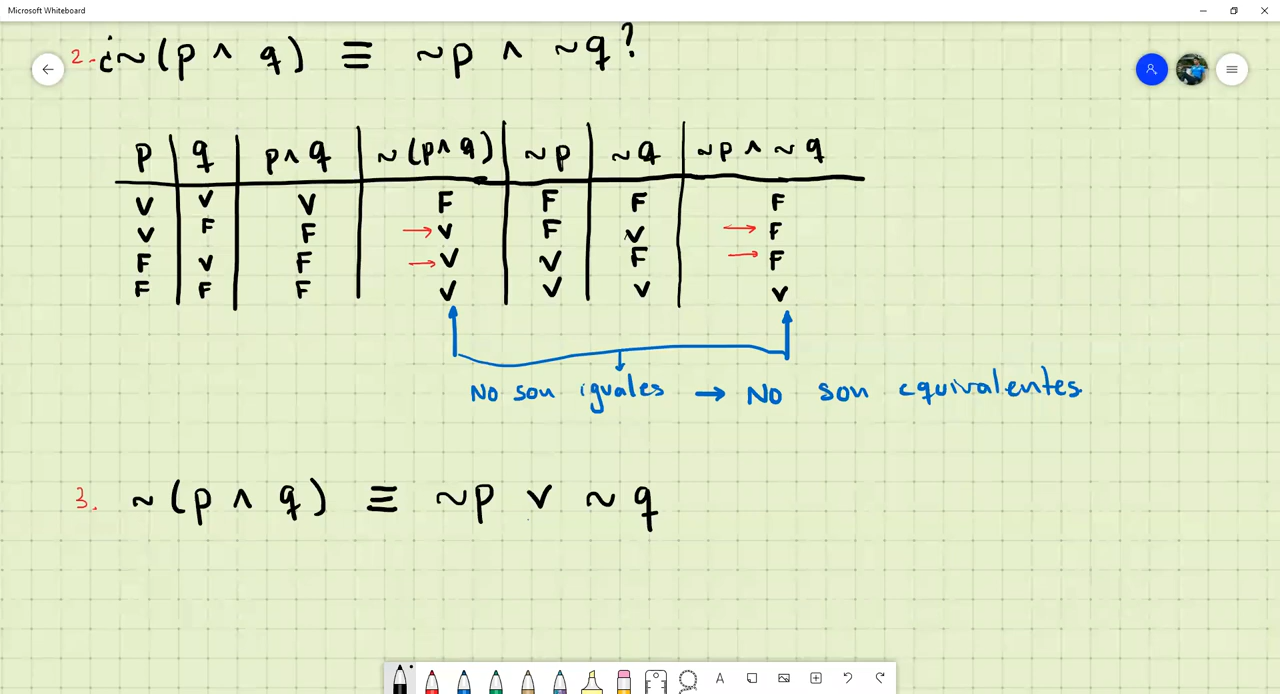 Microsoft Whiteboard
2. ¿~(p ∧ q) ≡ ~p ∧ ~q?
p q p∧q ~(p∧q) ~p ~q ~p ∧ ~q
V V V F F F F
V F F → V F V → F
F V F → V V F → F
F F F V V V V
No son iguales → No son equivalentes
3. ~(p ∧ q) ≡ ~p ∨ ~q
A